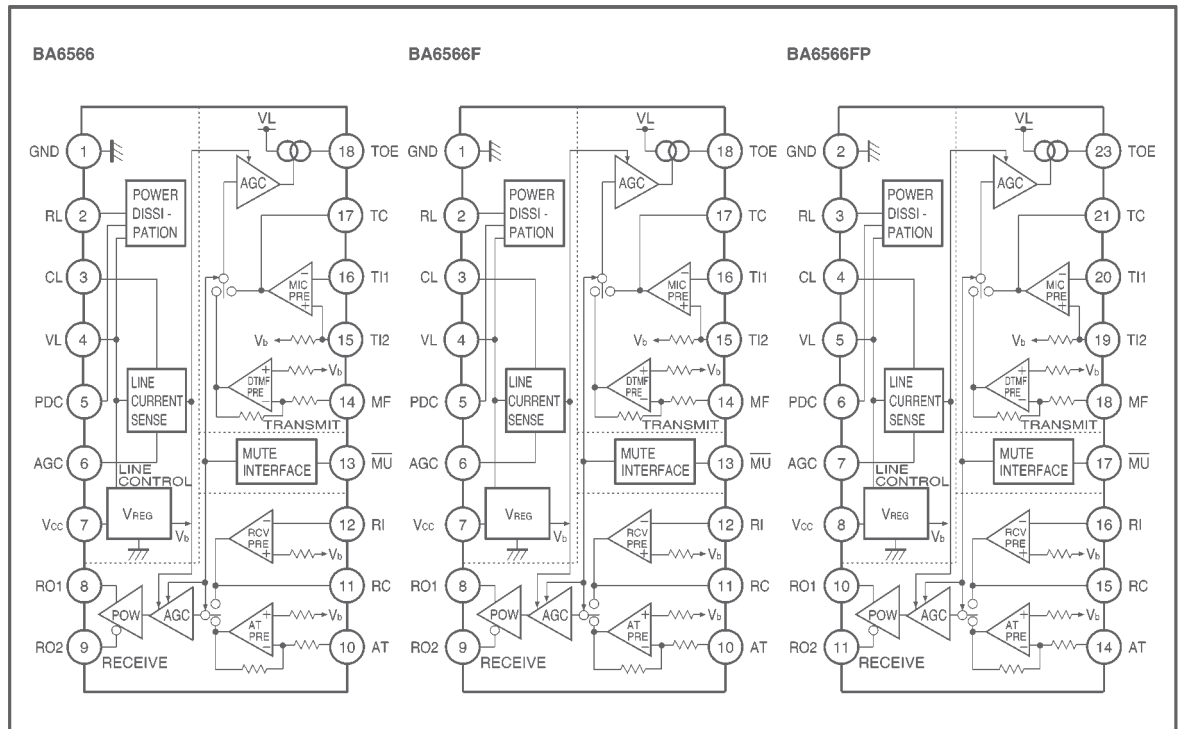 BA6566
BA6566F
BA6566FP
VL
GND 1
18 TOE
AGC
POWER
DISSI -
PATION
RL 2
17 TC
CL 3
16 TI1
MIC
PRE
−
+
VL 4
Vb
15 TI2
LINE
CURRENT
SENSE
DTMF
PRE
+
−
Vb
PDC 5
14 MF
TRANSMIT
AGC 6
MUTE
INTERFACE
13 MU
LINE
CONTROL
VREG
Vcc 7
Vb
12 RI
RCV
PRE
−
+
Vb
RO1 8
11 RC
POW
AGC
AT
PRE
+
−
Vb
RO2 9
RECEIVE
10 AT
VL
GND 1
18 TOE
AGC
POWER
DISSI -
PATION
RL 2
17 TC
CL 3
16 TI1
MIC
PRE
−
+
VL 4
Vb
15 TI2
LINE
CURRENT
SENSE
DTMF
PRE
+
−
Vb
PDC 5
14 MF
TRANSMIT
AGC 6
MUTE
INTERFACE
13 MU
VREG
Vcc 7
Vb
12 RI
RCV
PRE
−
+
Vb
RO1 8
11 RC
POW
AGC
AT
PRE
+
−
Vb
RO2 9
RECEIVE
10 AT
VL
GND 2
23 TOE
AGC
POWER
DISSI -
PATION
RL 3
21 TC
CL 4
20 TI1
MIC
PRE
−
+
VL 5
Vb
19 TI2
LINE
CURRENT
SENSE
DTMF
PRE
+
−
Vb
PDC 6
18 MF
TRANSMIT
AGC 7
MUTE
INTERFACE
17 MU
LINE
CONTROL
VREG
Vcc 8
Vb
16 RI
RCV
PRE
−
+
Vb
RO1 10
15 RC
POW
AGC
AT
PRE
+
−
Vb
RO2 11
RECEIVE
14 AT